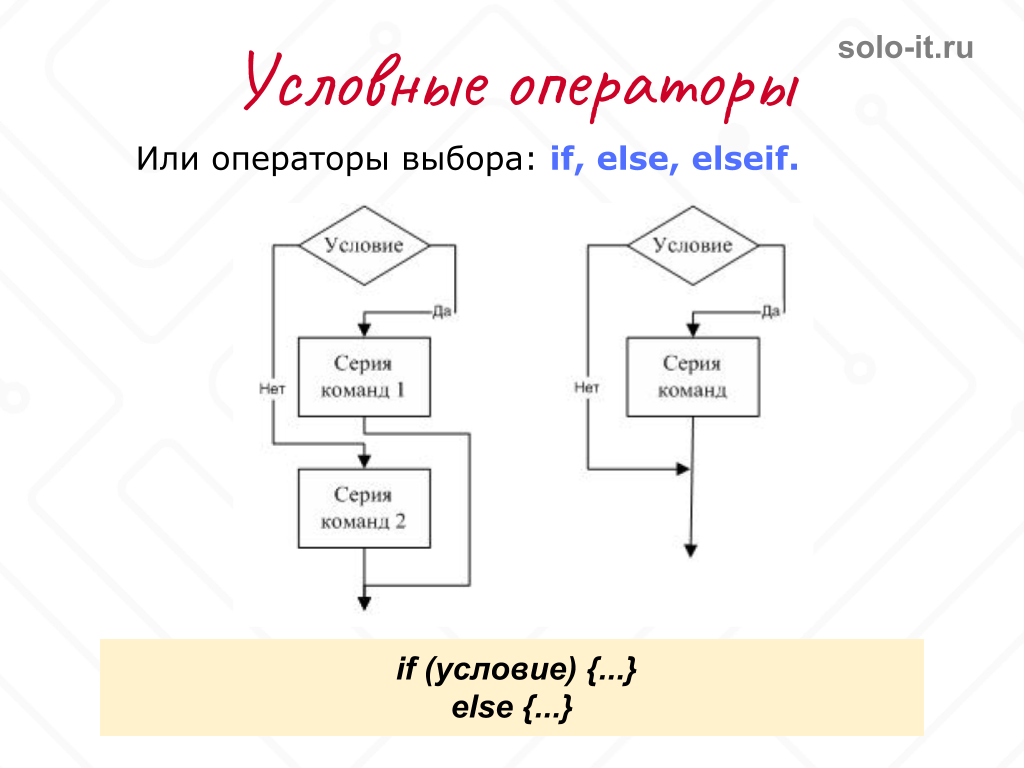 solo-it.ru
Условные операторы
Или операторы выбора: if, else, elseif.
Условие
Да
Серия
команд 1
Нет
Серия
команд 2
Условие
Да
Серия
команд
Нет
if (условие) {...}
else {...}